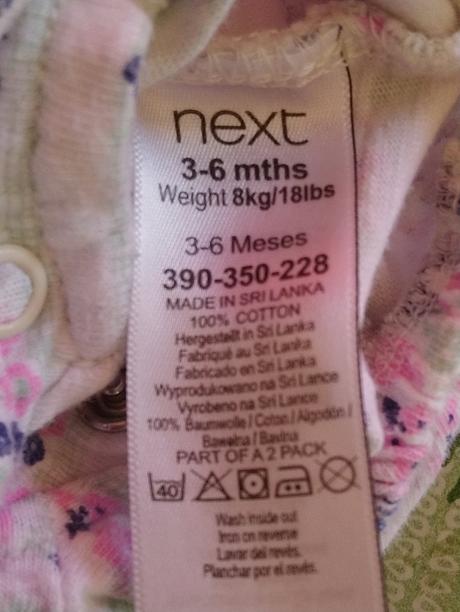 next
3-6 mths
Weight 8kg/18lbs
3-6 Meses
390-350-228
MADE IN SRI LANKA
100% COTTON
Hergestellt in Sri Lanka
Fabriqué au Sri Lanka
Fabricado en Sri Lanka
Wyprodukowano na Sri Lance
Vyrobeno na Sri Lance
100% Baumwolle / Coton / Algodón /
Bawełna / Bavlna
PART OF A 2 PACK
40
Wash inside out.
Iron on reverse
Lavar del revés.
Planchar por el revés.